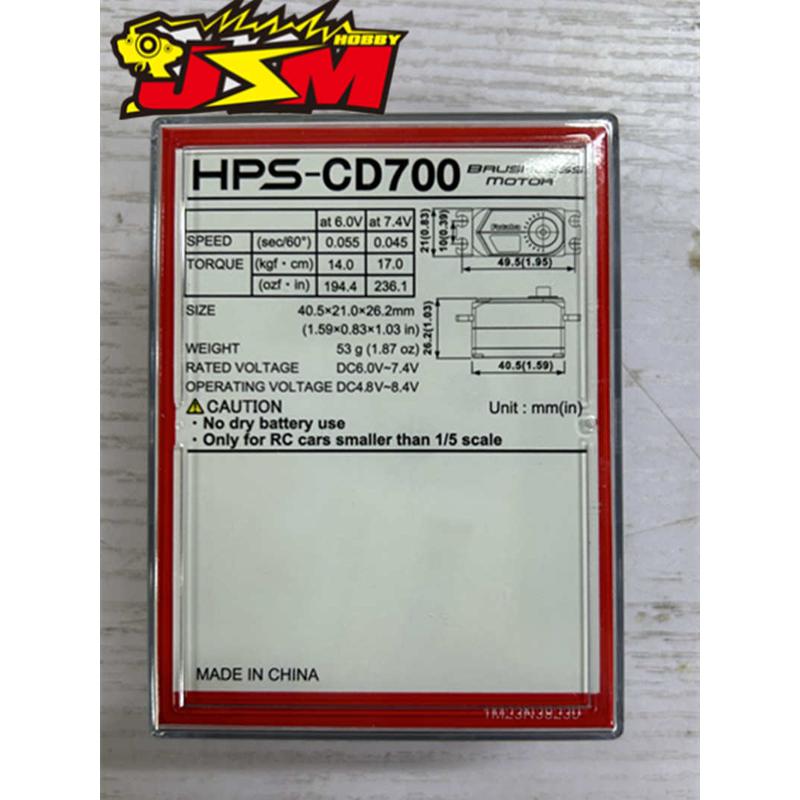 JSM
HOBBY
HPS-CD700 BRUSHLESS
MOTOR
at 6.0V at 7.4V
SPEED (sec/60°) 0.055 0.045
TORQUE (kgf・cm) 14.0 17.0
(ozf・in) 194.4 236.1
21(0.83)
10(0.39)
Futaba
49.5(1.95)
SIZE 40.5×21.0×26.2mm
(1.59×0.83×1.03 in)
WEIGHT 53 g (1.87 oz)
RATED VOLTAGE DC6.0V~7.4V
OPERATING VOLTAGE DC4.8V~8.4V
26.2(1.03)
40.5(1.59)
CAUTION Unit : mm(in)
・No dry battery use
・Only for RC cars smaller than 1/5 scale
MADE IN CHINA